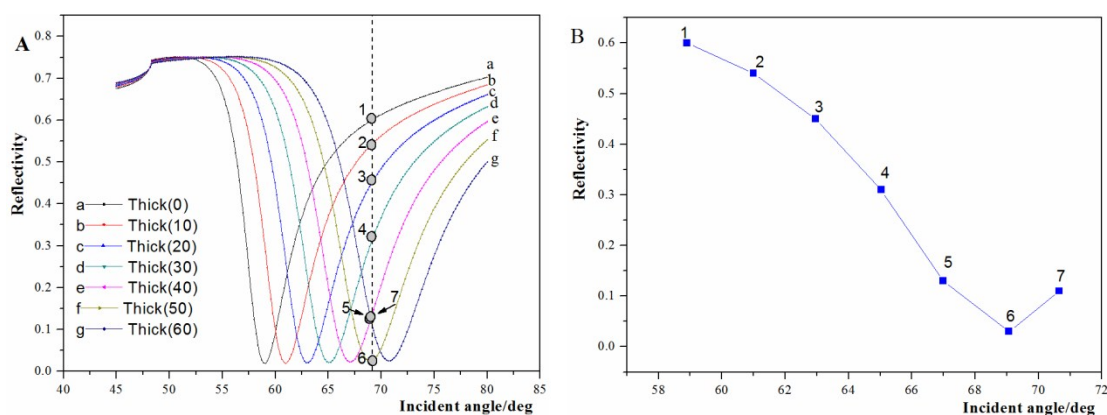 A
Reflectivity
0.8
0.7
0.6
0.5
0.4
0.3
0.2
0.1
0.0
40 45 50 55 60 65 70 75 80 85
Incident angle/deg
a Thick(0)
b Thick(10)
c Thick(20)
d Thick(30)
e Thick(40)
f Thick(50)
g Thick(60)
1
2
3
4
5
7
6
a
b
c
d
e
f
g
B
Reflectivity
0.6
0.5
0.4
0.3
0.2
0.1
0.0
58 60 62 64 66 68 70 72
Incident angle/deg
1
2
3
4
5
6
7